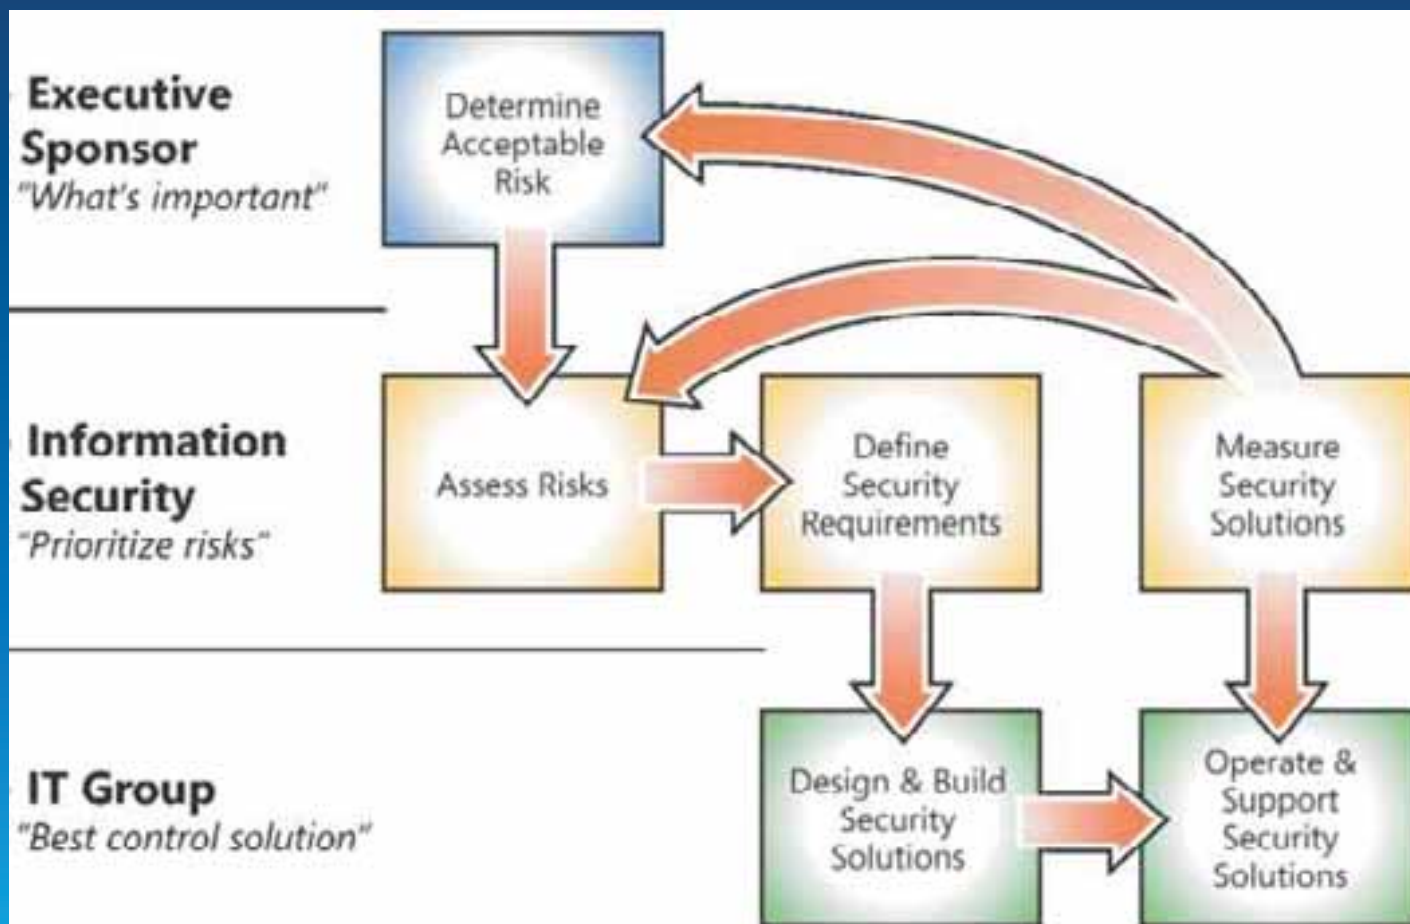 Executive
Sponsor
"What's important"
Determine
Acceptable
Risk
Information
Security
"Prioritize risks"
Assess Risks
Define
Security
Requirements
Measure
Security
Solutions
IT Group
"Best control solution"
Design & Build
Security
Solutions
Operate &
Support
Security
Solutions